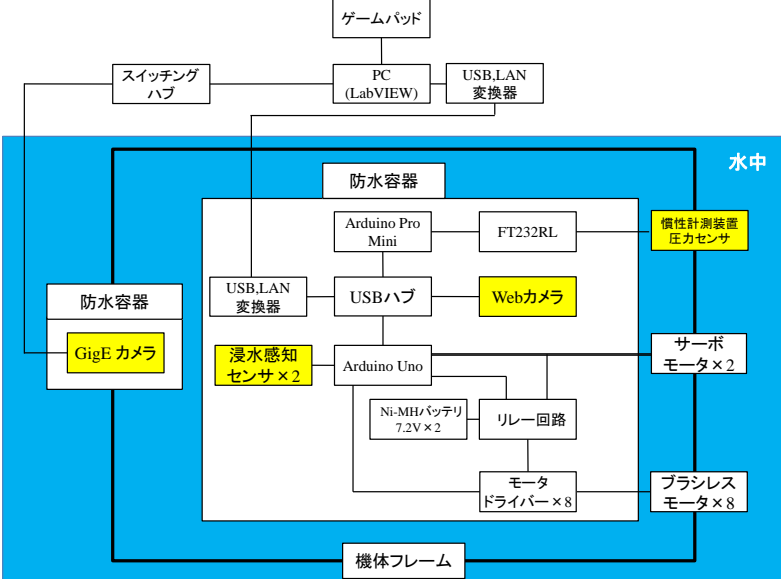 ゲームパッド
スイッチング
ハブ
PC
(LabVIEW)
USB,LAN
変換器
水中
防水容器
Arduino Pro
Mini
FT232RL
慣性計測装置
圧力センサ
USB,LAN
変換器
USBハブ
Webカメラ
防水容器
GigE カメラ
浸水感知
センサ×2
Arduino Uno
サーボ
モータ×2
Ni-MHバッテリ
7.2V×2
リレー回路
モータ
ドライバー×8
ブラシレス
モータ×8
機体フレーム